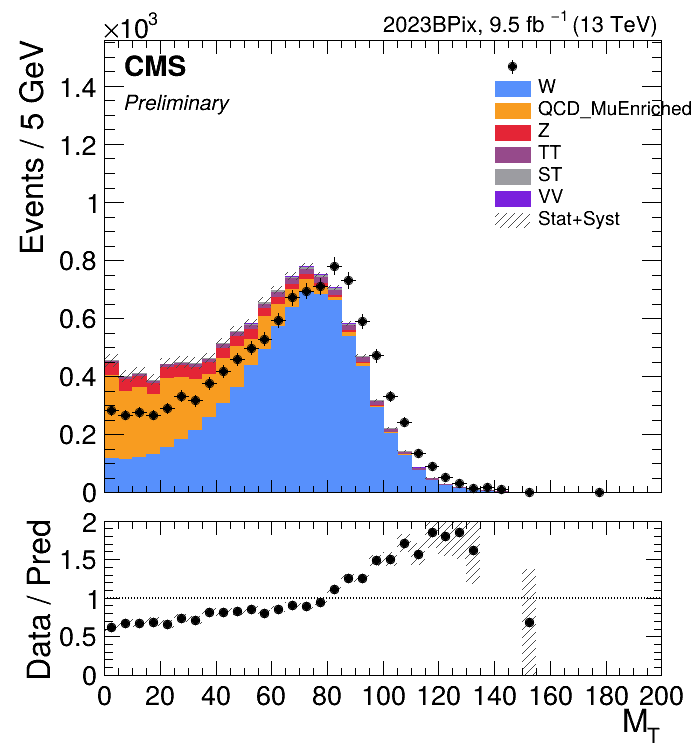 ×10³
2023BPix, 9.5 fb ⁻¹ (13 TeV)
CMS
Preliminary
W
QCD_MuEnriched
Z
TT
ST
VV
Stat+Syst
Events / 5 GeV
1.4
1.2
1
0.8
0.6
0.4
0.2
0
Data / Pred
2
1.5
1
0.5
0
0 20 40 60 80 100 120 140 160 180 200
M_T